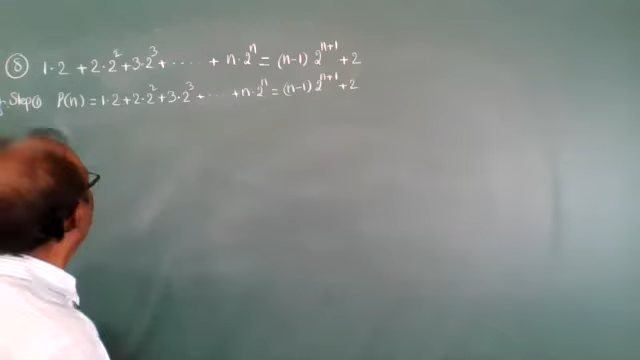 ⑧ 1·2 + 2·2² + 3·2³ + ..... + n·2ⁿ = (n-1) 2ⁿ⁺¹ + 2
Step① P(n) = 1·2 + 2·2² + 3·2³ + ... + n·2ⁿ = (n-1) 2ⁿ⁺¹ + 2